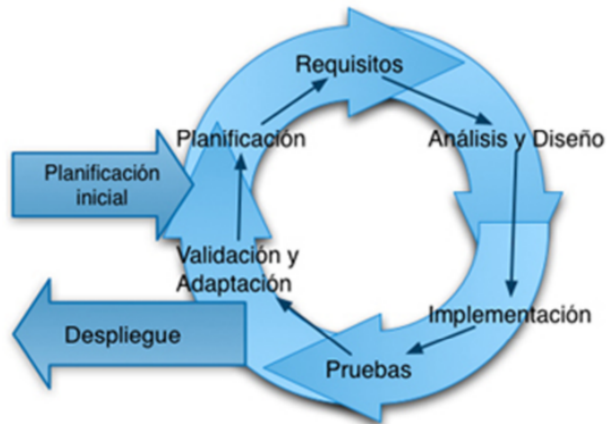 Requisitos
Planificación
Análisis y Diseño
Planificación
inicial
Validación y
Adaptación
Implementación
Despliegue
Pruebas